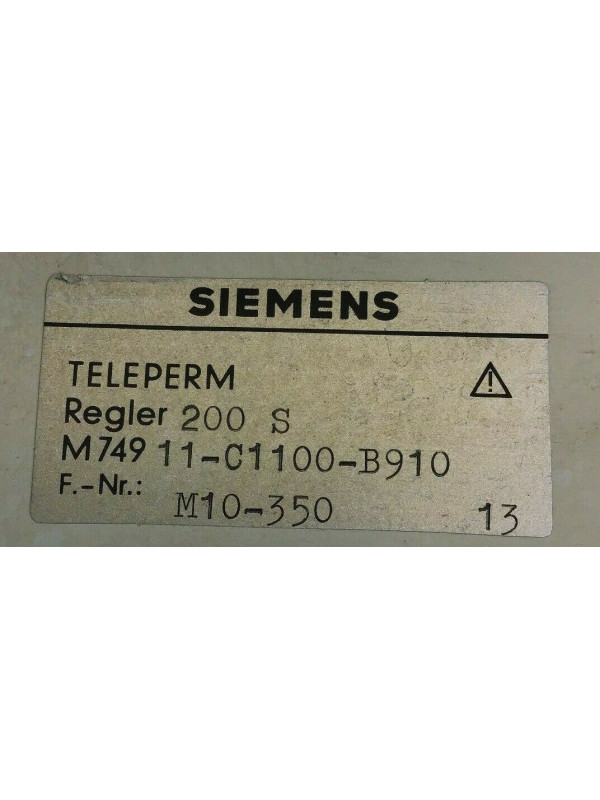 SIEMENS
TELEPERM
Regler 200 S
M749 11-C1100-B910
F.-Nr.: M10-350 13